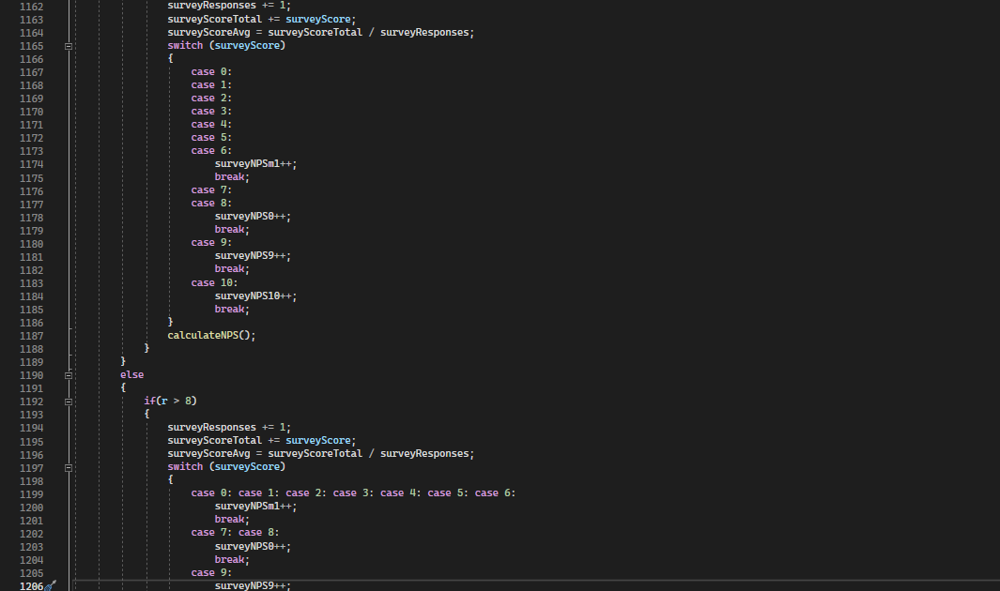 1162 surveyResponses += 1;
1163 surveyScoreTotal += surveyScore;
1164 surveyScoreAvg = surveyScoreTotal / surveyResponses;
1165 switch (surveyScore)
1166 {
1167 case 0:
1168 case 1:
1169 case 2:
1170 case 3:
1171 case 4:
1172 case 5:
1173 case 6:
1174 surveyNPSm1++;
1175 break;
1176 case 7:
1177 case 8:
1178 surveyNPS0++;
1179 break;
1180 case 9:
1181 surveyNPS9++;
1182 break;
1183 case 10:
1184 surveyNPS10++;
1185 break;
1186 }
1187 calculateNPS();
1188 }
1189 }
1190 else
1191 {
1192 if(r > 8)
1193 {
1194 surveyResponses += 1;
1195 surveyScoreTotal += surveyScore;
1196 surveyScoreAvg = surveyScoreTotal / surveyResponses;
1197 switch (surveyScore)
1198 {
1199 case 0: case 1: case 2: case 3: case 4: case 5: case 6:
1200 surveyNPSm1++;
1201 break;
1202 case 7: case 8:
1203 surveyNPS0++;
1204 break;
1205 case 9:
1206 surveyNPS9++;